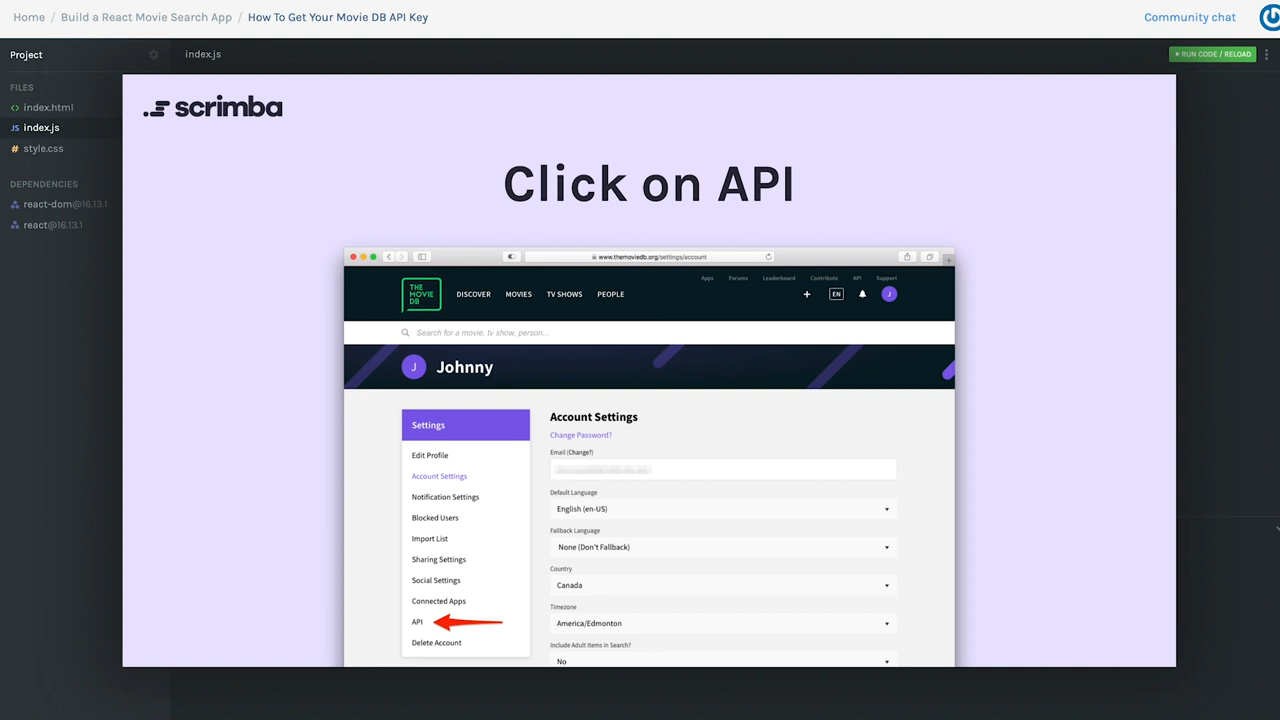 Home / Build a React Movie Search App / How To Get Your Movie DB API Key
Community chat
Project
index.js
RUN CODE / RELOAD
FILES
<> index.html
JS index.js
# style.css
DEPENDENCIES
react-dom@16.13.1
react@16.13.1
scrimba
Click on API
www.themoviedb.org/settings/account
Apps Forums Leaderboard Contribute API Support
THE
MOVIE
DB
DISCOVER MOVIES TV SHOWS PEOPLE
+ EN J
Search for a movie, tv show, person...
J Johnny
Settings
Edit Profile
Account Settings
Notification Settings
Blocked Users
Import List
Sharing Settings
Social Settings
Connected Apps
API
Delete Account
Account Settings
Change Password?
Email (Change?)
Default Language
English (en-US)
Fallback Language
None (Don't Fallback)
Country
Canada
Timezone
America/Edmonton
Include Adult Items in Search?
No